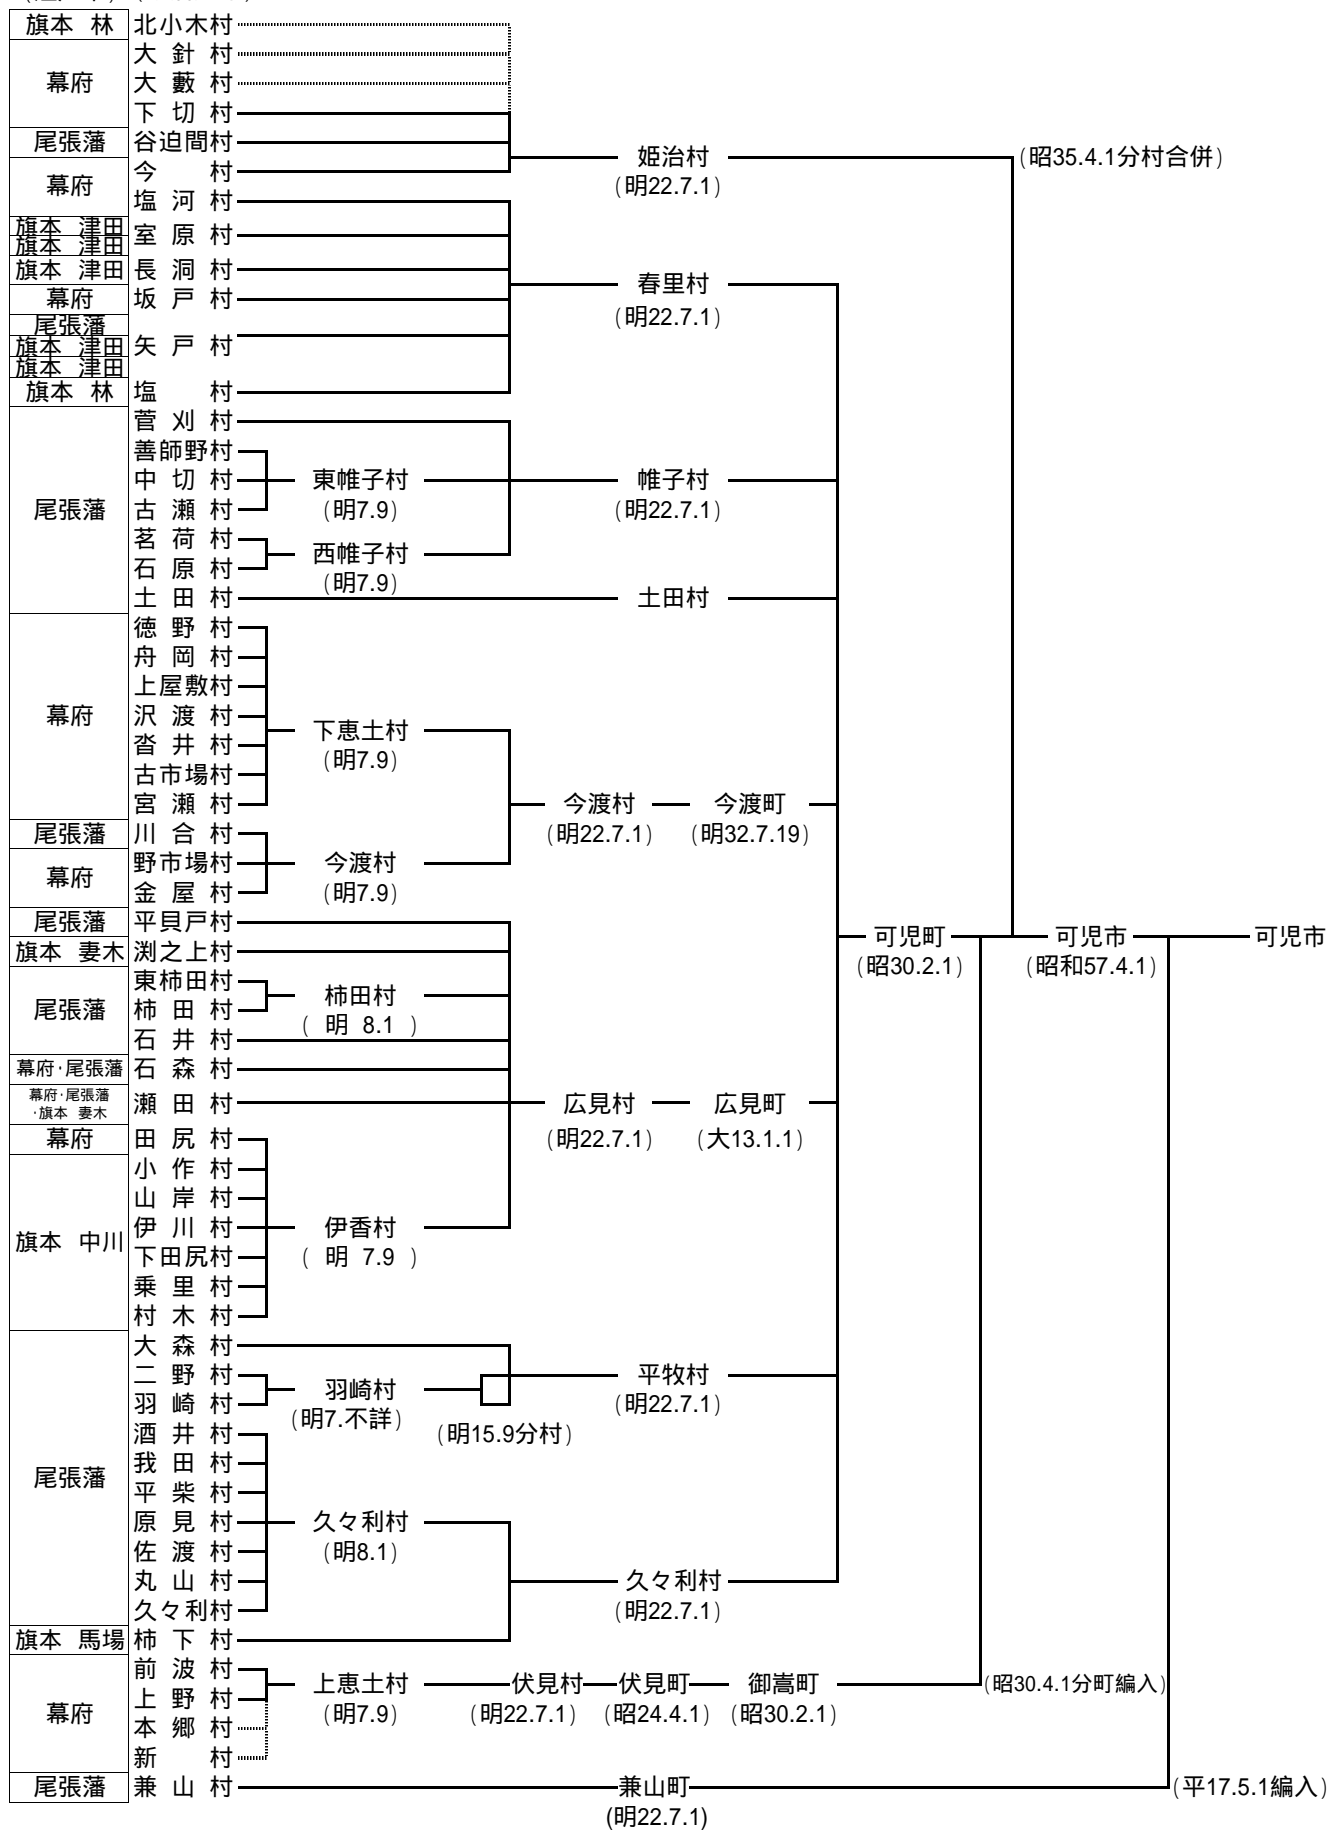 旗本 林 北小木村
幕府
大針村
大藪村
下切村
尾張藩 谷迫間村
幕府
今村
塩河村
姫治村
(明22.7.1)
(昭35.4.1分村合併)
旗本 津田
旗本 津田
室原村
旗本 津田 長洞村
幕府 坂戸村
尾張藩
旗本 津田
旗本 津田
矢戸村
旗本 林 塩村
春里村
(明22.7.1)
尾張藩
菅刈村
善師野村
中切村
古瀬村
茗荷村
石原村
土田村
東帷子村
(明7.9)
西帷子村
(明7.9)
帷子村
(明22.7.1)
土田村
幕府
徳野村
舟岡村
上屋敷村
沢渡村
沓井村
古市場村
宮瀬村
下恵土村
(明7.9)
尾張藩 川合村
幕府
野市場村
金屋村
今渡村
(明7.9)
今渡村
(明22.7.1)
今渡町
(明32.7.19)
尾張藩 平貝戸村
旗本 妻木 渕之上村
尾張藩
東柿田村
柿田村
石井村
柿田村
( 明 8.1 )
幕府・尾張藩 石森村
幕府・尾張藩
・旗本 妻木
瀬田村
幕府 田尻村
旗本 中川
小作村
山岸村
伊川村
下田尻村
乗里村
村木村
伊香村
( 明 7.9 )
広見村
(明22.7.1)
広見町
(大13.1.1)
可児町
(昭30.2.1)
可児市
(昭和57.4.1)
可児市
尾張藩
大森村
二野村
羽崎村
酒井村
我田村
平柴村
原見村
佐渡村
丸山村
久々利村
羽崎村
(明7.不詳)
(明15.9分村)
平牧村
(明22.7.1)
久々利村
(明8.1)
久々利村
(明22.7.1)
旗本 馬場 柿下村
幕府
前波村
上野村
本郷村
新村
上恵土村
(明7.9)
伏見村
(明22.7.1)
伏見町
(昭24.4.1)
御嵩町
(昭30.2.1)
(昭30.4.1分町編入)
尾張藩 兼山村
兼山町
(明22.7.1)
(平17.5.1編入)